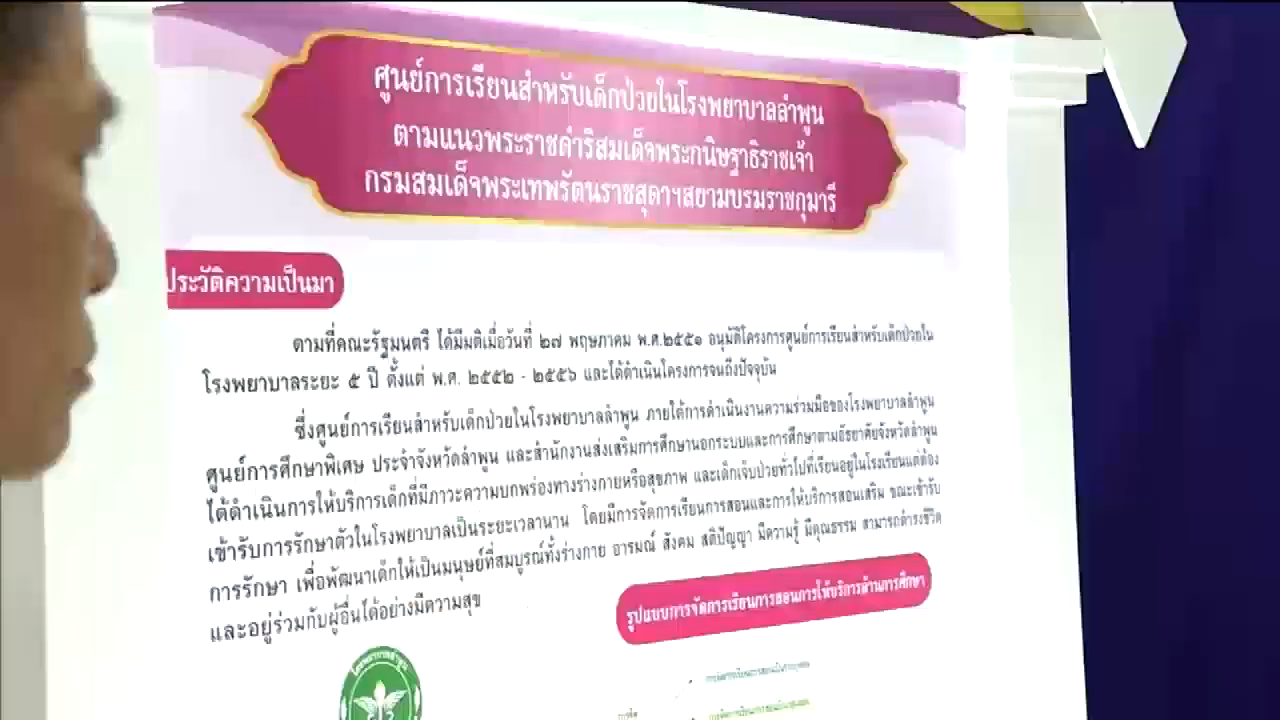 ศูนย์การเรียนสำหรับเด็กป่วยในโรงพยาบาลลำพูน
ตามแนวพระราชดำริสมเด็จพระกนิษฐาธิราชเจ้า
กรมสมเด็จพระเทพรัตนราชสุดาฯสยามบรมราชกุมารี
ประวัติความเป็นมา
ตามที่คณะรัฐมนตรี ได้มีมติเมื่อวันที่ ๒๗ พฤษภาคม พ.ศ.๒๕๕๑ อนุมัติโครงการศูนย์การเรียนสำหรับเด็กป่วยใน
โรงพยาบาลระยะ ๕ ปี ตั้งแต่ พ.ศ. ๒๕๕๒ - ๒๕๕๖ และได้ดำเนินโครงการจนถึงปัจจุบัน
ซึ่งศูนย์การเรียนสำหรับเด็กป่วยในโรงพยาบาลลำพูน ภายใต้การดำเนินงานความร่วมมือของโรงพยาบาลลำพูน
ศูนย์การศึกษาพิเศษ ประจำจังหวัดลำพูน และสำนักงานส่งเสริมการศึกษานอกระบบและการศึกษาตามอัธยาศัยจังหวัดลำพูน
ได้ดำเนินการให้บริการเด็กที่มีภาวะความบกพร่องทางร่างกายหรือสุขภาพ และเด็กเจ็บป่วยทั่วไปที่เรียนอยู่ในโรงเรียนแต่ต้อง
เข้ารับการรักษาตัวในโรงพยาบาลเป็นระยะเวลานาน โดยมีการจัดการเรียนการสอนและการให้บริการสอนเสริม ขณะเข้ารับ
การรักษา เพื่อพัฒนาเด็กให้เป็นมนุษย์ที่สมบูรณ์ทั้งร่างกาย อารมณ์ สังคม สติปัญญา มีความรู้ มีคุณธรรม สามารถดำรงชีวิต
และอยู่ร่วมกับผู้อื่นได้อย่างมีความสุข
รูปแบบการจัดการเรียนการสอนการให้บริการด้านการศึกษา
โรงพยาบาลลำพูน